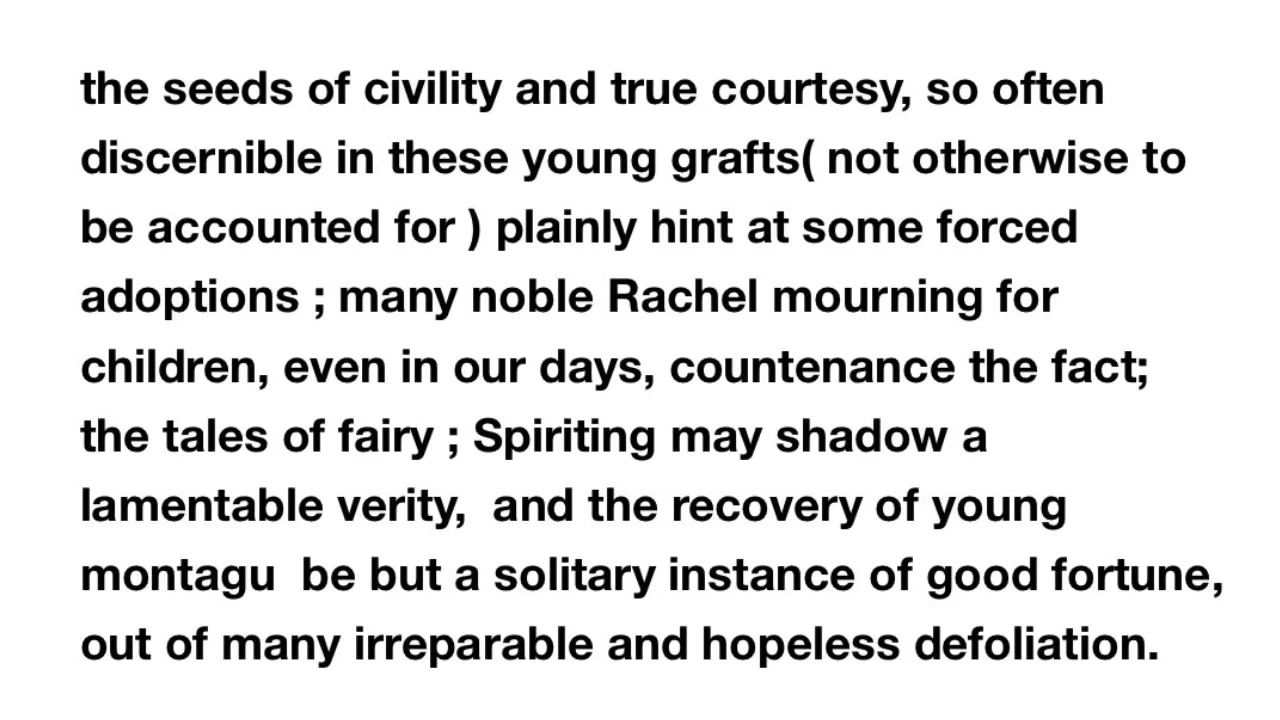 the seeds of civility and true courtesy, so often
discernible in these young grafts( not otherwise to
be accounted for ) plainly hint at some forced
adoptions ; many noble Rachel mourning for
children, even in our days, countenance the fact;
the tales of fairy ; Spiriting may shadow a
lamentable verity,  and the recovery of young
montagu  be but a solitary instance of good fortune,
out of many irreparable and hopeless defoliation.